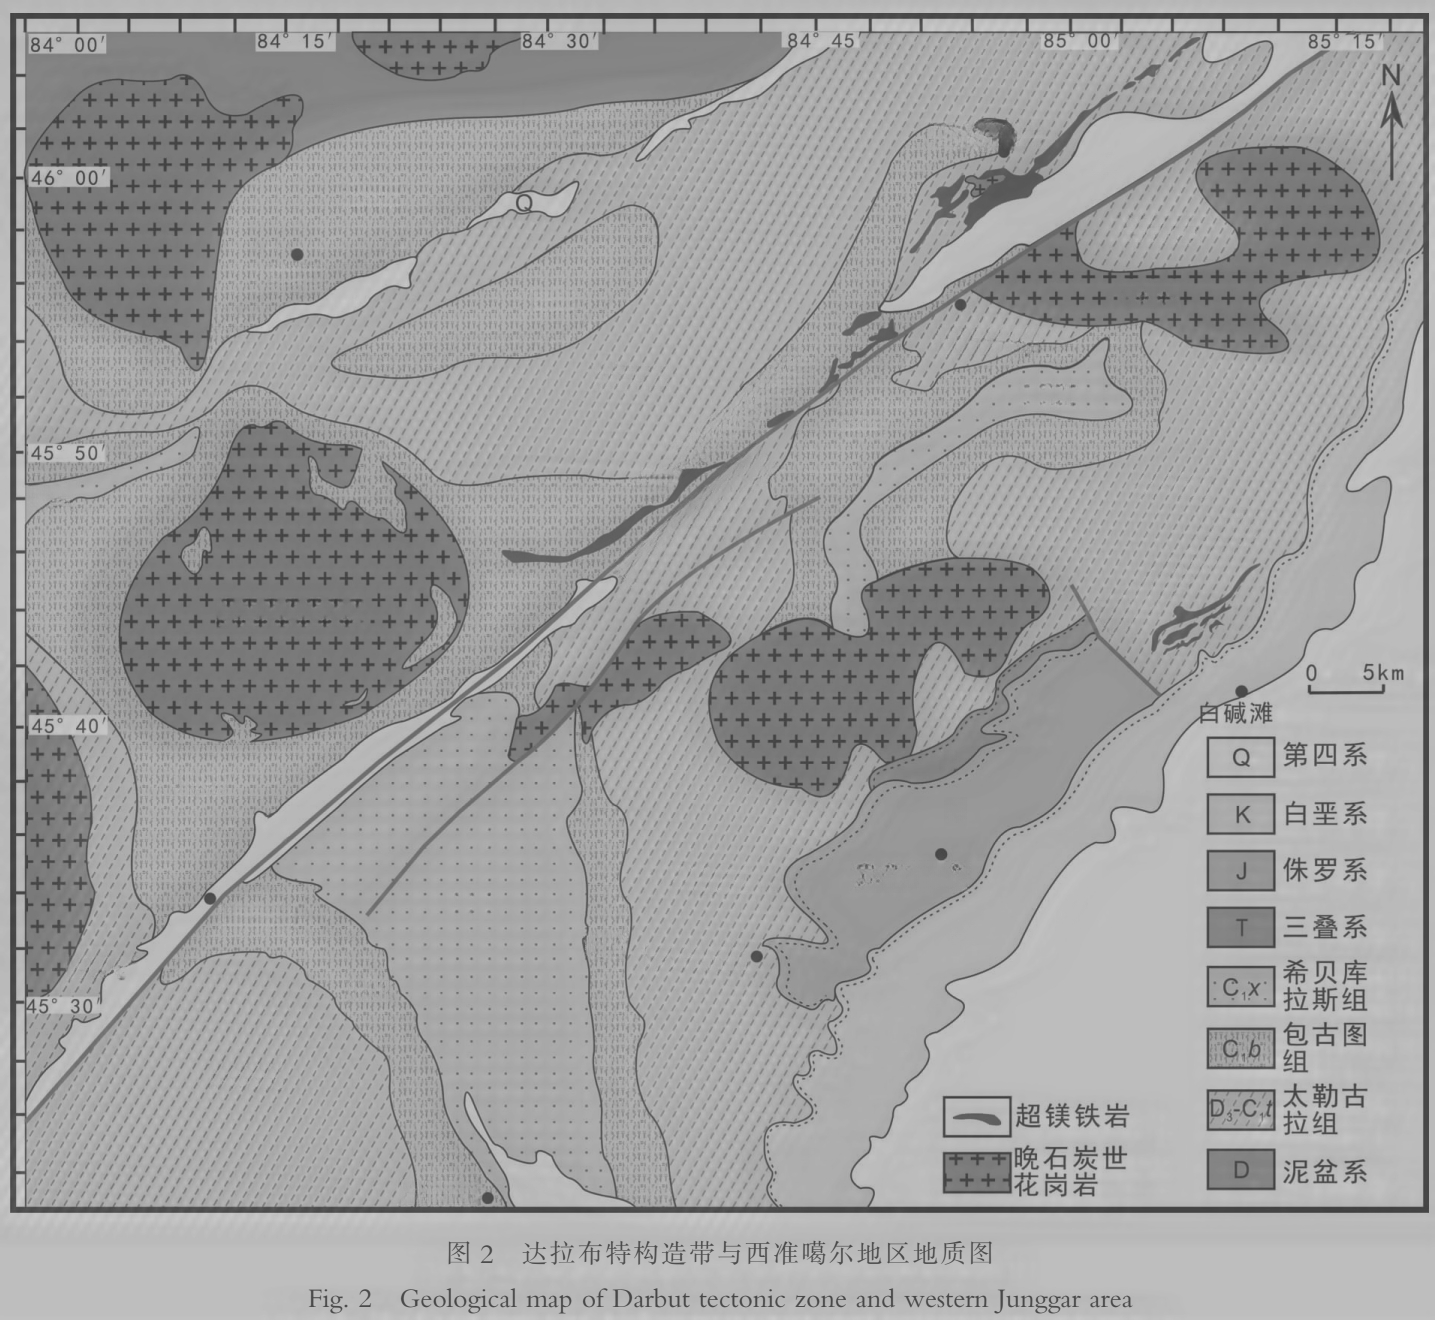 84° 00′
84° 15′
84° 30′
84° 45′
85° 00′
85° 15′
N
46° 00′
Q
45° 50′
45° 40′
45° 30′
0 5km
白碱滩
Q 第四系
K 白垩系
J 侏罗系
T 三叠系
C₁x 希贝库
拉斯组
C₁b 包古图
组
D₃-C₁t 太勒古
拉组
D 泥盆系
超镁铁岩
晚石炭世
花岗岩
图 2 达拉布特构造带与西准噶尔地区地质图
Fig. 2 Geological map of Darbut tectonic zone and western Junggar area